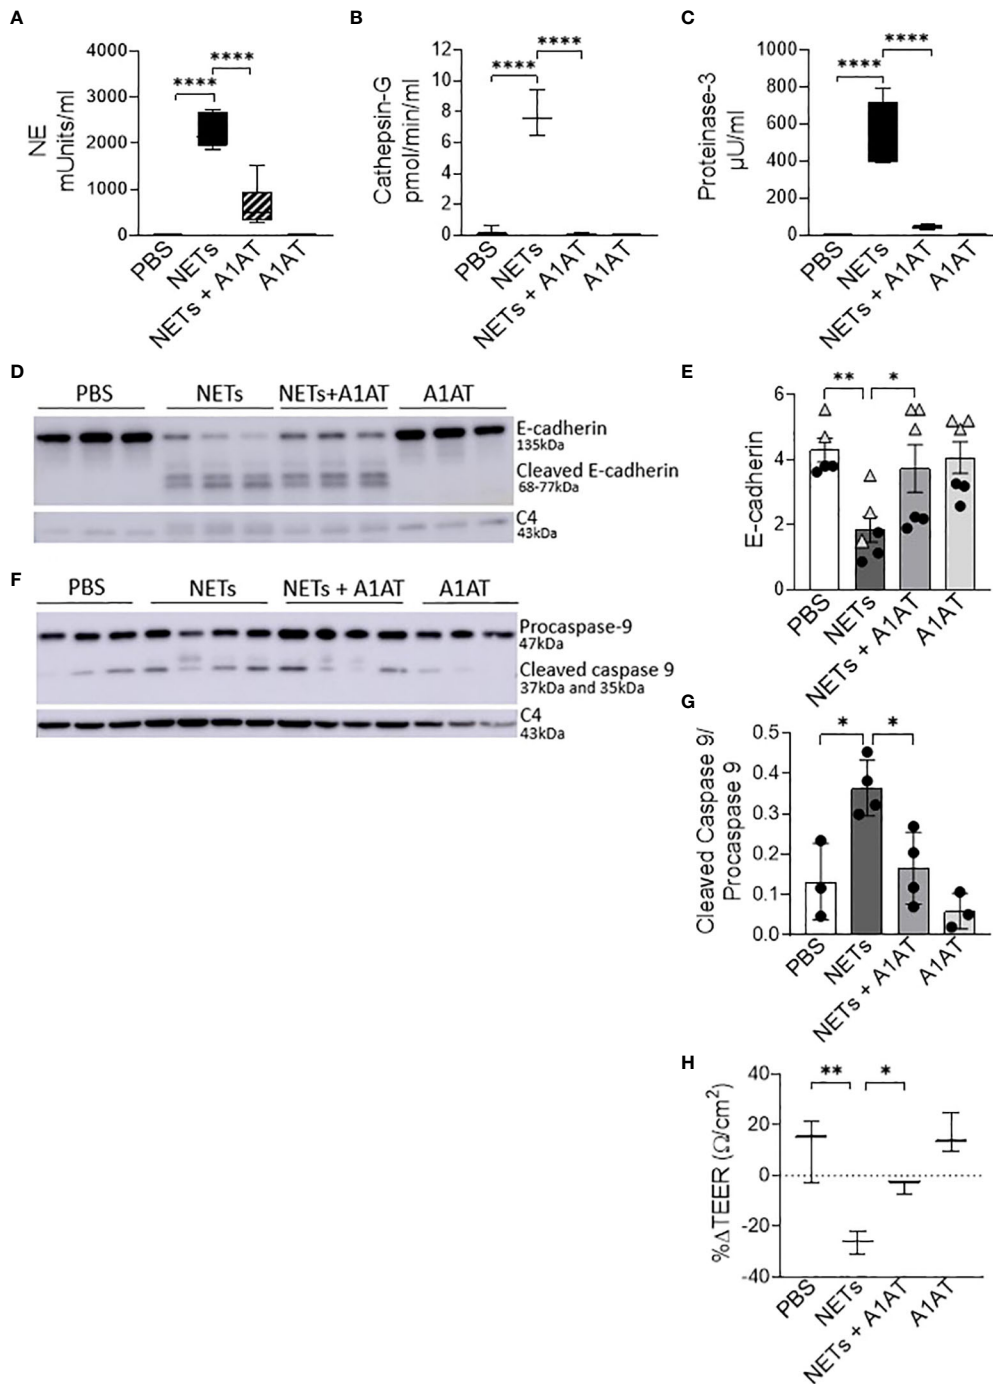 A
NE
mUnits/ml
4000
3000
2000
1000
0
****
****
PBS
NETs
NETs + A1AT
A1AT
B
Cathepsin-G
pmol/min/ml
12
10
8
6
4
2
0
****
****
PBS
NETs
NETs + A1AT
A1AT
C
Proteinase-3
µU/ml
1000
800
600
400
200
0
****
****
PBS
NETs
NETs + A1AT
A1AT
D
PBS
NETs
NETs+A1AT
A1AT
E-cadherin
135kDa
Cleaved E-cadherin
68-77kDa
C4
43kDa
E
E-cadherin
6
4
2
0
**
*
PBS
NETs
NETs + A1AT
A1AT
F
PBS
NETs
NETs + A1AT
A1AT
Procaspase-9
47kDa
Cleaved caspase 9
37kDa and 35kDa
C4
43kDa
G
Cleaved Caspase 9/
Procaspase 9
0.5
0.4
0.3
0.2
0.1
0.0
*
*
PBS
NETs
NETs + A1AT
A1AT
H
%ΔTEER (Ω/cm²)
40
20
0
-20
-40
**
*
PBS
NETs
NETs + A1AT
A1AT